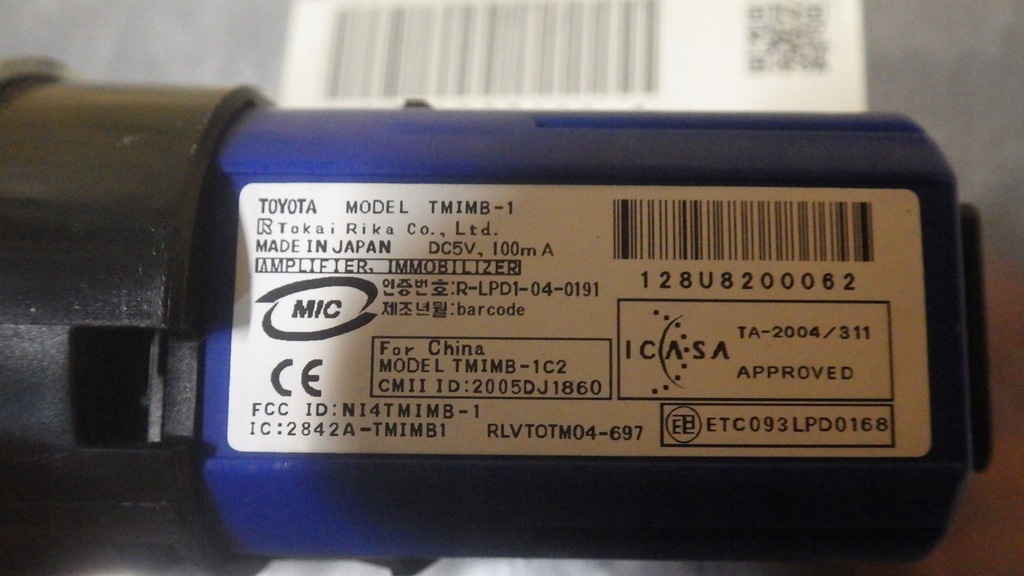 TOYOTA MODEL TMIMB-1
Tokai Rika Co., Ltd.
MADE IN JAPAN DC5V, 100mA
AMPLIFIER, IMMOBILIZER
MIC
인증번호:R-LPD1-04-0191
제조년월:barcode
CE
For China
MODEL TMIMB-1C2
CMII ID:2005DJ1860
FCC ID:NI4TMIMB-1
IC:2842A-TMIMB1 RLVTOTM04-697
128U8200062
ICASA
TA-2004/311
APPROVED
ETC093LPD0168